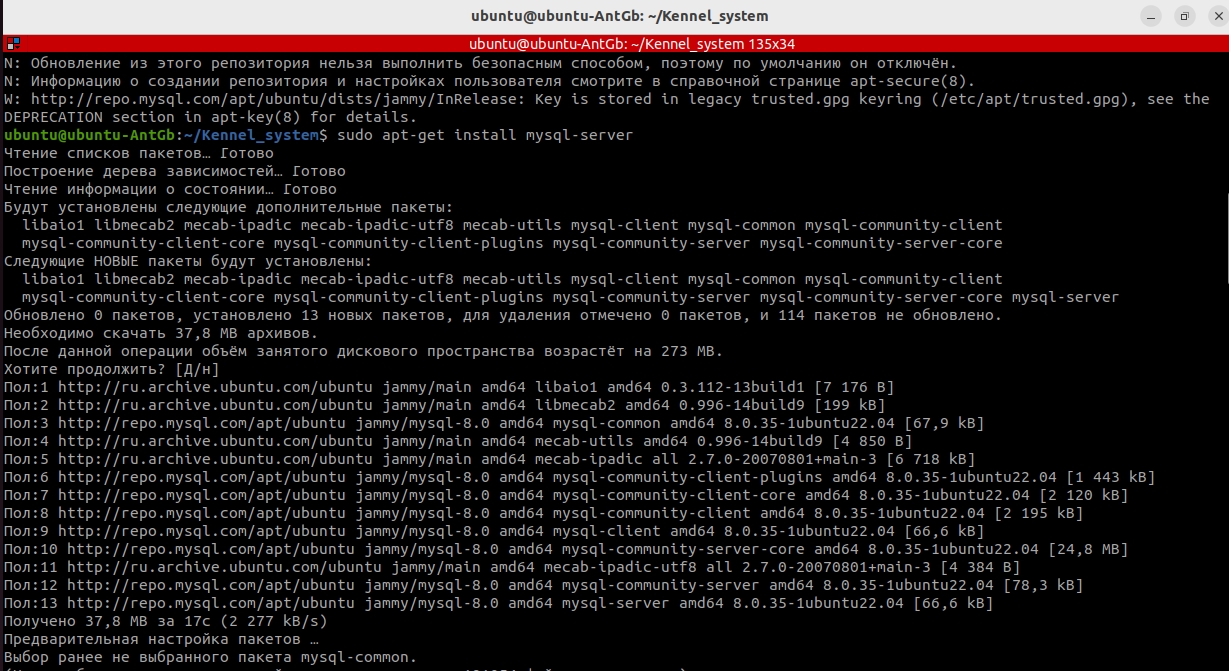 ubuntu@ubuntu-AntGb: ~/Kennel_system
ubuntu@ubuntu-AntGb: ~/Kennel_system 135x34
N: Обновление из этого репозитория нельзя выполнить безопасным способом, поэтому по умолчанию он отключён.
N: Информацию о создании репозитория и настройках пользователя смотрите в справочной странице apt-secure(8).
W: http://repo.mysql.com/apt/ubuntu/dists/jammy/InRelease: Key is stored in legacy trusted.gpg keyring (/etc/apt/trusted.gpg), see the
DEPRECATION section in apt-key(8) for details.
ubuntu@ubuntu-AntGb:~/Kennel_system$ sudo apt-get install mysql-server
Чтение списков пакетов… Готово
Построение дерева зависимостей… Готово
Чтение информации о состоянии… Готово
Будут установлены следующие дополнительные пакеты:
  libaio1 libmecab2 mecab-ipadic mecab-ipadic-utf8 mecab-utils mysql-client mysql-common mysql-community-client
  mysql-community-client-core mysql-community-client-plugins mysql-community-server mysql-community-server-core
Следующие НОВЫЕ пакеты будут установлены:
  libaio1 libmecab2 mecab-ipadic mecab-ipadic-utf8 mecab-utils mysql-client mysql-common mysql-community-client
  mysql-community-client-core mysql-community-client-plugins mysql-community-server mysql-community-server-core mysql-server
Обновлено 0 пакетов, установлено 13 новых пакетов, для удаления отмечено 0 пакетов, и 114 пакетов не обновлено.
Необходимо скачать 37,8 MB архивов.
После данной операции объём занятого дискового пространства возрастёт на 273 MB.
Хотите продолжить? [Д/н]
Пол:1 http://ru.archive.ubuntu.com/ubuntu jammy/main amd64 libaio1 amd64 0.3.112-13build1 [7 176 B]
Пол:2 http://ru.archive.ubuntu.com/ubuntu jammy/main amd64 libmecab2 amd64 0.996-14build9 [199 kB]
Пол:3 http://repo.mysql.com/apt/ubuntu jammy/mysql-8.0 amd64 mysql-common amd64 8.0.35-1ubuntu22.04 [67,9 kB]
Пол:4 http://ru.archive.ubuntu.com/ubuntu jammy/main amd64 mecab-utils amd64 0.996-14build9 [4 850 B]
Пол:5 http://ru.archive.ubuntu.com/ubuntu jammy/main amd64 mecab-ipadic all 2.7.0-20070801+main-3 [6 718 kB]
Пол:6 http://repo.mysql.com/apt/ubuntu jammy/mysql-8.0 amd64 mysql-community-client-plugins amd64 8.0.35-1ubuntu22.04 [1 443 kB]
Пол:7 http://repo.mysql.com/apt/ubuntu jammy/mysql-8.0 amd64 mysql-community-client-core amd64 8.0.35-1ubuntu22.04 [2 120 kB]
Пол:8 http://repo.mysql.com/apt/ubuntu jammy/mysql-8.0 amd64 mysql-community-client amd64 8.0.35-1ubuntu22.04 [2 195 kB]
Пол:9 http://repo.mysql.com/apt/ubuntu jammy/mysql-8.0 amd64 mysql-client amd64 8.0.35-1ubuntu22.04 [66,6 kB]
Пол:10 http://repo.mysql.com/apt/ubuntu jammy/mysql-8.0 amd64 mysql-community-server-core amd64 8.0.35-1ubuntu22.04 [24,8 MB]
Пол:11 http://ru.archive.ubuntu.com/ubuntu jammy/main amd64 mecab-ipadic-utf8 all 2.7.0-20070801+main-3 [4 384 B]
Пол:12 http://repo.mysql.com/apt/ubuntu jammy/mysql-8.0 amd64 mysql-community-server amd64 8.0.35-1ubuntu22.04 [78,3 kB]
Пол:13 http://repo.mysql.com/apt/ubuntu jammy/mysql-8.0 amd64 mysql-server amd64 8.0.35-1ubuntu22.04 [66,6 kB]
Получено 37,8 MB за 17с (2 277 kB/s)
Предварительная настройка пакетов …
Выбор ранее не выбранного пакета mysql-common.